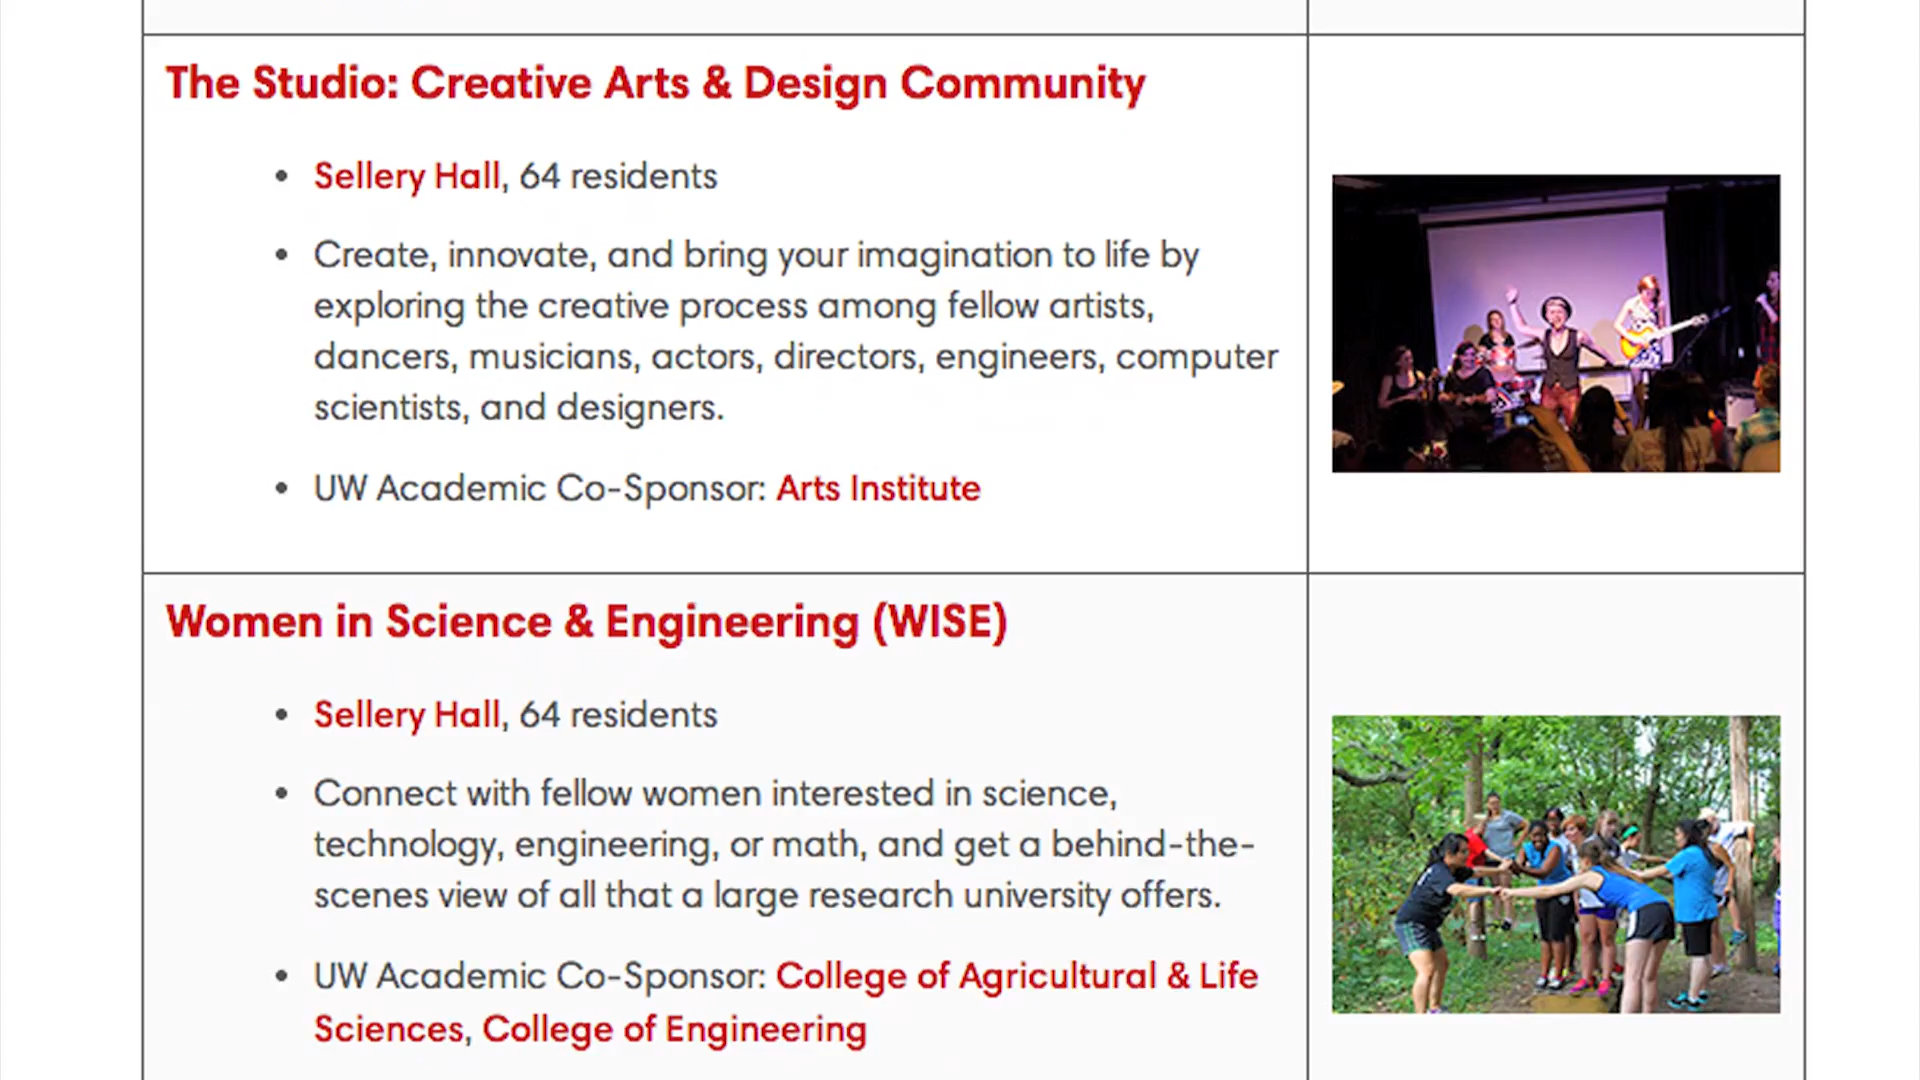 The Studio: Creative Arts & Design Community
Sellery Hall, 64 residents
Create, innovate, and bring your imagination to life by
exploring the creative process among fellow artists,
dancers, musicians, actors, directors, engineers, computer
scientists, and designers.
UW Academic Co-Sponsor: Arts Institute
Women in Science & Engineering (WISE)
Sellery Hall, 64 residents
Connect with fellow women interested in science,
technology, engineering, or math, and get a behind-the-
scenes view of all that a large research university offers.
UW Academic Co-Sponsor: College of Agricultural & Life
Sciences, College of Engineering